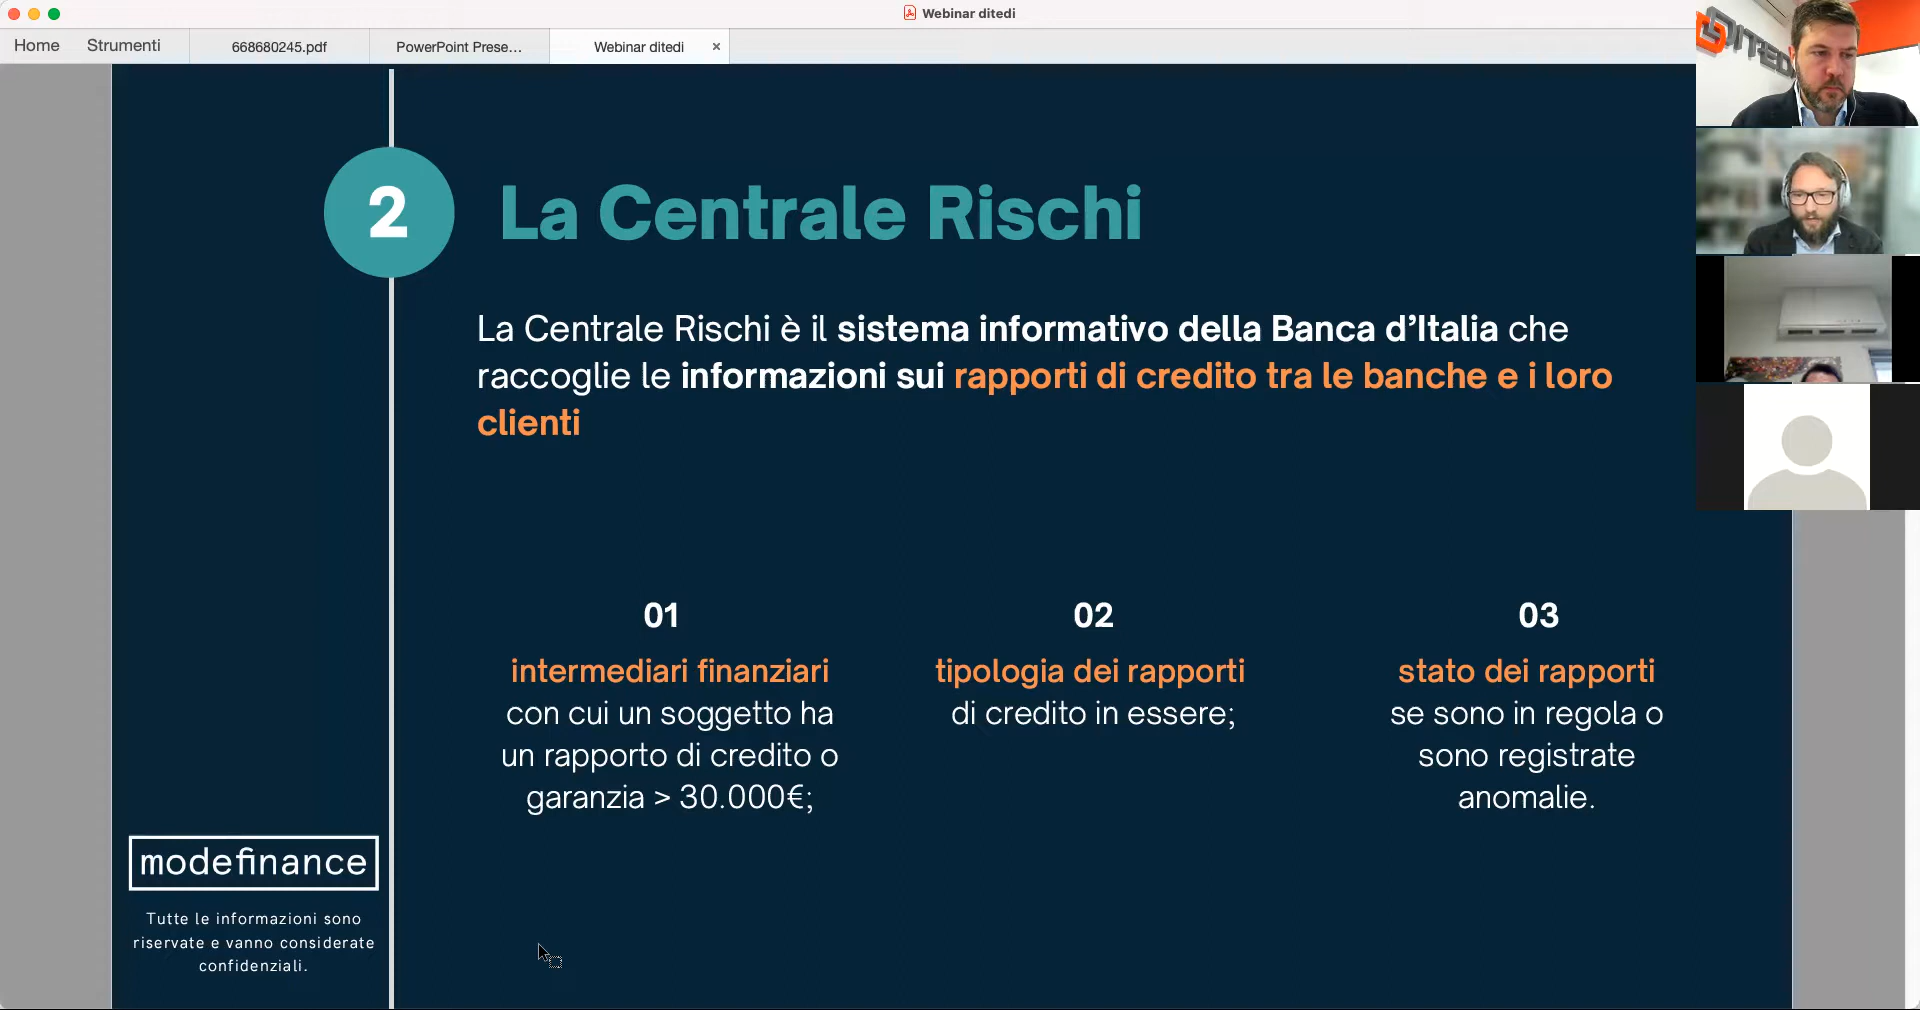 Webinar ditedi
Home
Strumenti
668680245.pdf
PowerPoint Prese...
Webinar ditedi
×
DITEDI
2
La Centrale Rischi
La Centrale Rischi è il sistema informativo della Banca d’Italia che
raccoglie le informazioni sui rapporti di credito tra le banche e i loro
clienti
01
intermediari finanziari
con cui un soggetto ha
un rapporto di credito o
garanzia > 30.000€;
02
tipologia dei rapporti
di credito in essere;
03
stato dei rapporti
se sono in regola o
sono registrate
anomalie.
modefinance
Tutte le informazioni sono
riservate e vanno considerate
confidenziali.